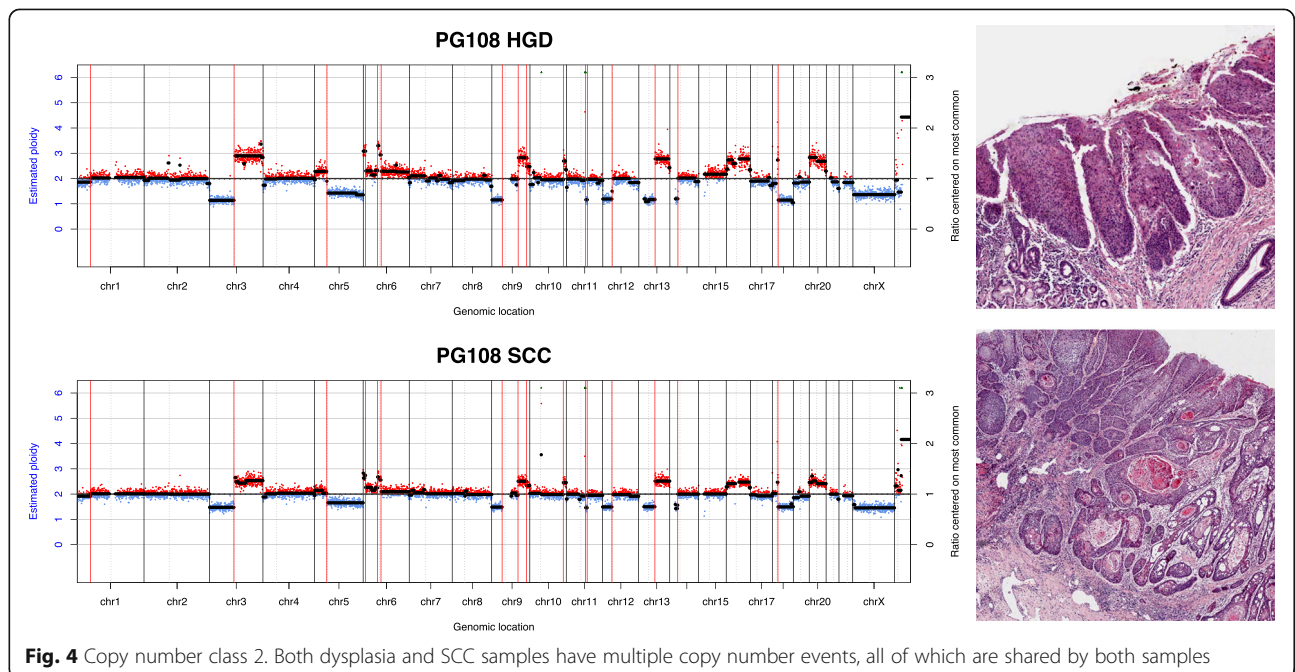 PG108 HGD
6
5
4
3
2
1
0
Estimated ploidy
3
2
1
0
Ratio centered on most common
chr1 chr2 chr3 chr4 chr5 chr6 chr7 chr8 chr9 chr10 chr11 chr12 chr13 chr15 chr17 chr20 chrX
Genomic location
PG108 SCC
6
5
4
3
2
1
0
Estimated ploidy
3
2
1
0
Ratio centered on most common
chr1 chr2 chr3 chr4 chr5 chr6 chr7 chr8 chr9 chr10 chr11 chr12 chr13 chr15 chr17 chr20 chrX
Genomic location
Fig. 4 Copy number class 2. Both dysplasia and SCC samples have multiple copy number events, all of which are shared by both samples